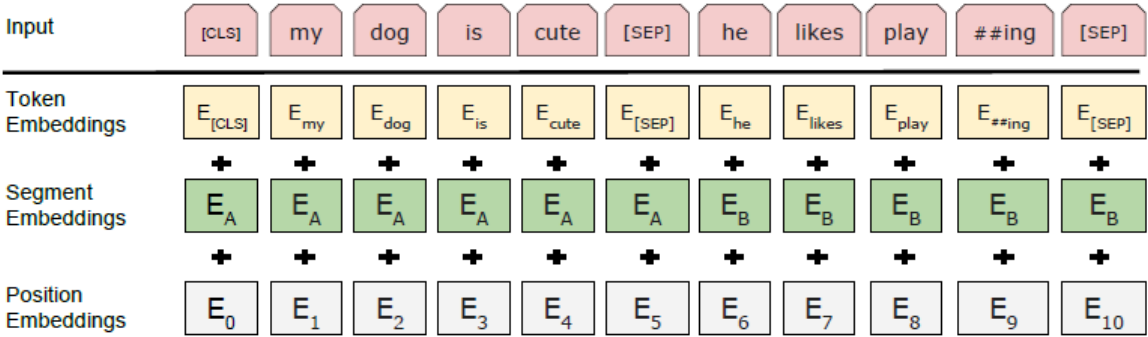 Input [CLS] my dog is cute [SEP] he likes play ##ing [SEP]
Token Embeddings E[CLS] Emy Edog Eis Ecute E[SEP] Ehe Elikes Eplay E##ing E[SEP]
+ + + + + + + + + + +
Segment Embeddings EA EA EA EA EA EA EB EB EB EB EB
+ + + + + + + + + + +
Position Embeddings E0 E1 E2 E3 E4 E5 E6 E7 E8 E9 E10